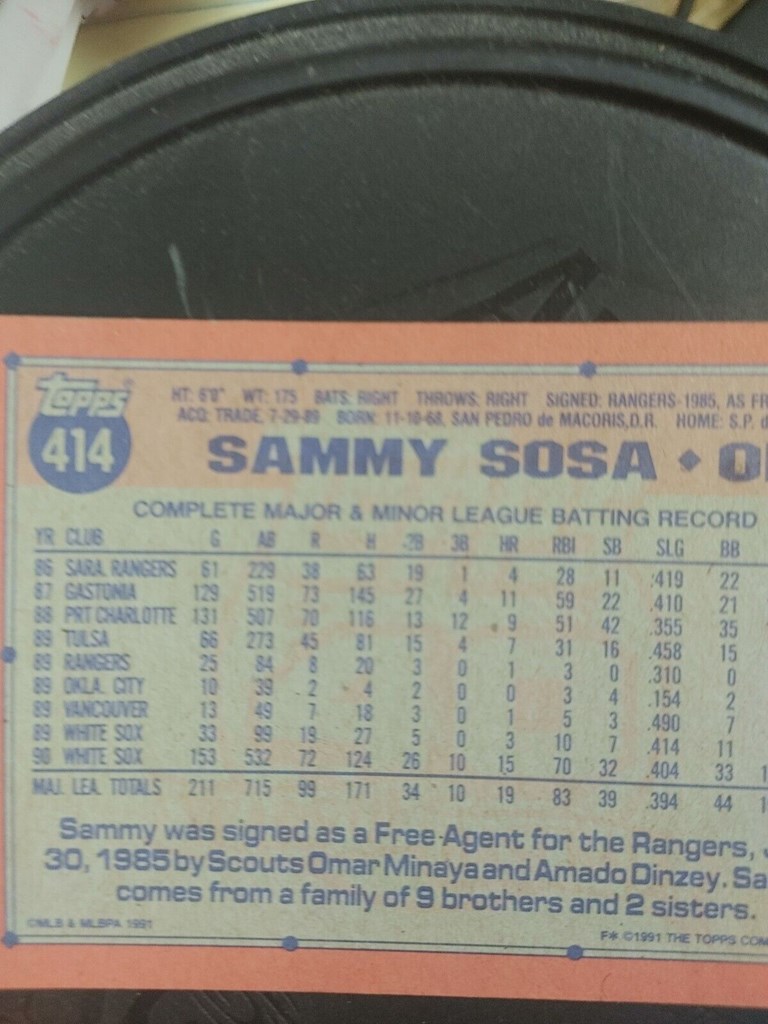 Topps
414
HT: 6'0" WT: 175 BATS: RIGHT THROWS: RIGHT SIGNED: RANGERS-1985, AS FR
ACQ: TRADE, 7-29-89 BORN: 11-10-68, SAN PEDRO de MACORIS,D.R. HOME: S.P. d
SAMMY SOSA • O
COMPLETE MAJOR & MINOR LEAGUE BATTING RECORD
YR CLUB G AB R H 2B 3B HR RBI SB SLG BB
86 SARA. RANGERS 61 229 38 63 19 1 4 28 11 .419 22
87 GASTONIA 129 519 73 145 27 4 11 59 22 .410 21
88 PRT CHARLOTTE 131 507 70 116 13 12 9 51 42 .355 35
89 TULSA 66 273 45 81 15 4 7 31 16 .458 15
89 RANGERS 25 84 8 20 3 0 1 3 0 .310 0
89 OKLA. CITY 10 39 2 4 2 0 0 3 4 .154 2
89 VANCOUVER 13 49 7 18 3 0 1 5 3 .490 7
89 WHITE SOX 33 99 19 27 5 0 3 10 7 .414 11
90 WHITE SOX 153 532 72 124 26 10 15 70 32 .404 33 1
MAJ. LEA. TOTALS 211 715 99 171 34 10 19 83 39 .394 44 1
Sammy was signed as a Free-Agent for the Rangers,
30, 1985 by Scouts Omar Minaya and Amado Dinzey. Sa
comes from a family of 9 brothers and 2 sisters.
©MLB & MLBPA 1991
F* ©1991 THE TOPPS COM